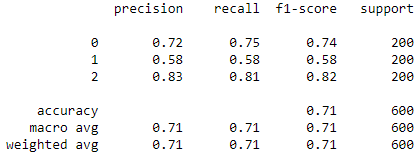 precision recall f1-score support
0 0.72 0.75 0.74 200
1 0.58 0.58 0.58 200
2 0.83 0.81 0.82 200
accuracy 0.71 600
macro avg 0.71 0.71 0.71 600
weighted avg 0.71 0.71 0.71 600